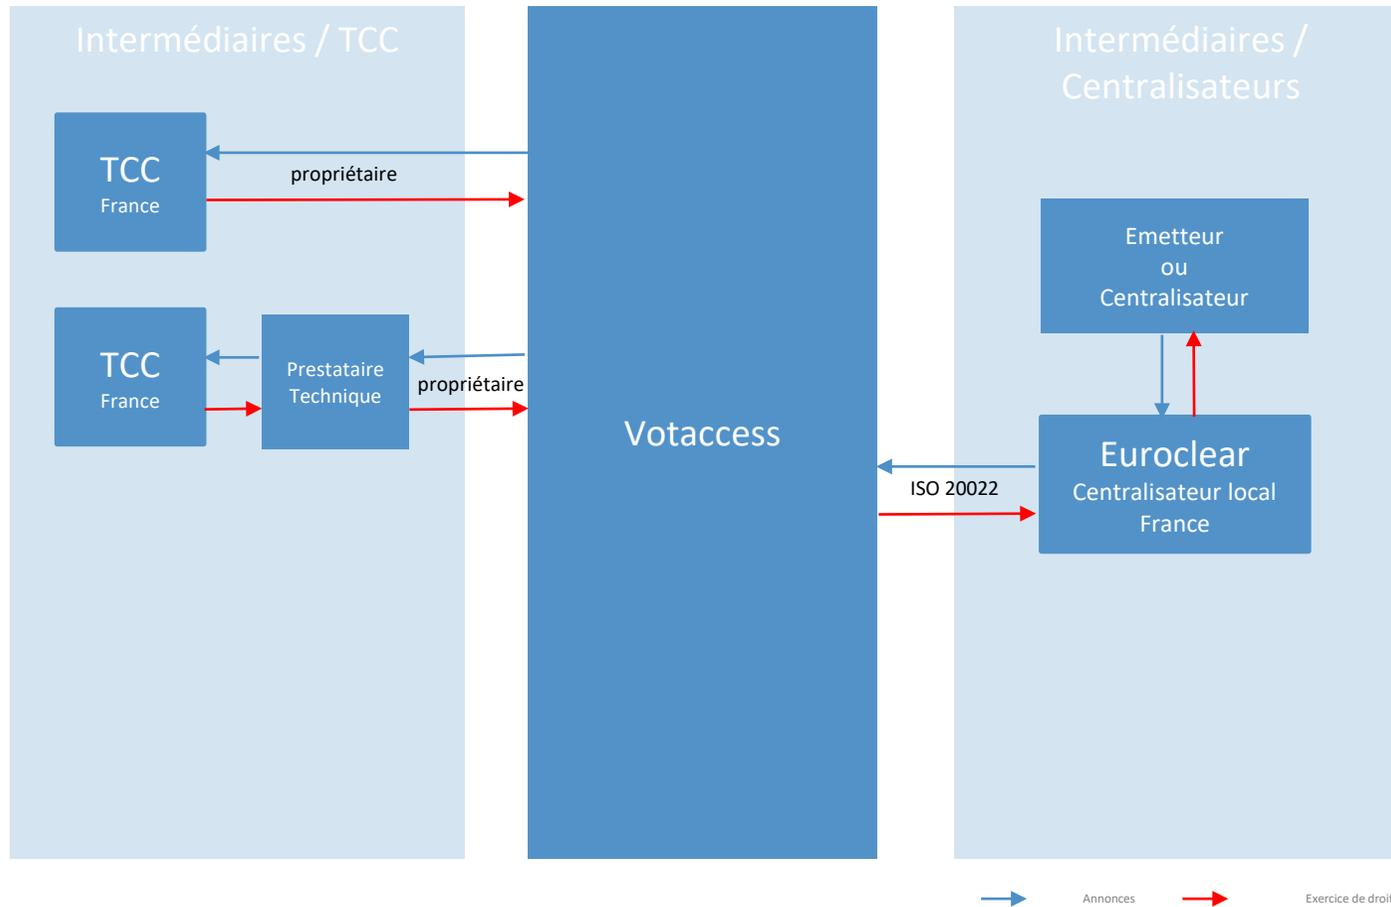 Intermédiaires / TCC
TCC
France
propriétaire
TCC
France
Prestataire
Technique
propriétaire
Votaccess
Intermédiaires /
Centralisateurs
Emetteur
ou
Centralisateur
ISO 20022
Euroclear
Centralisateur local
France
Annonces
Exercice de droit